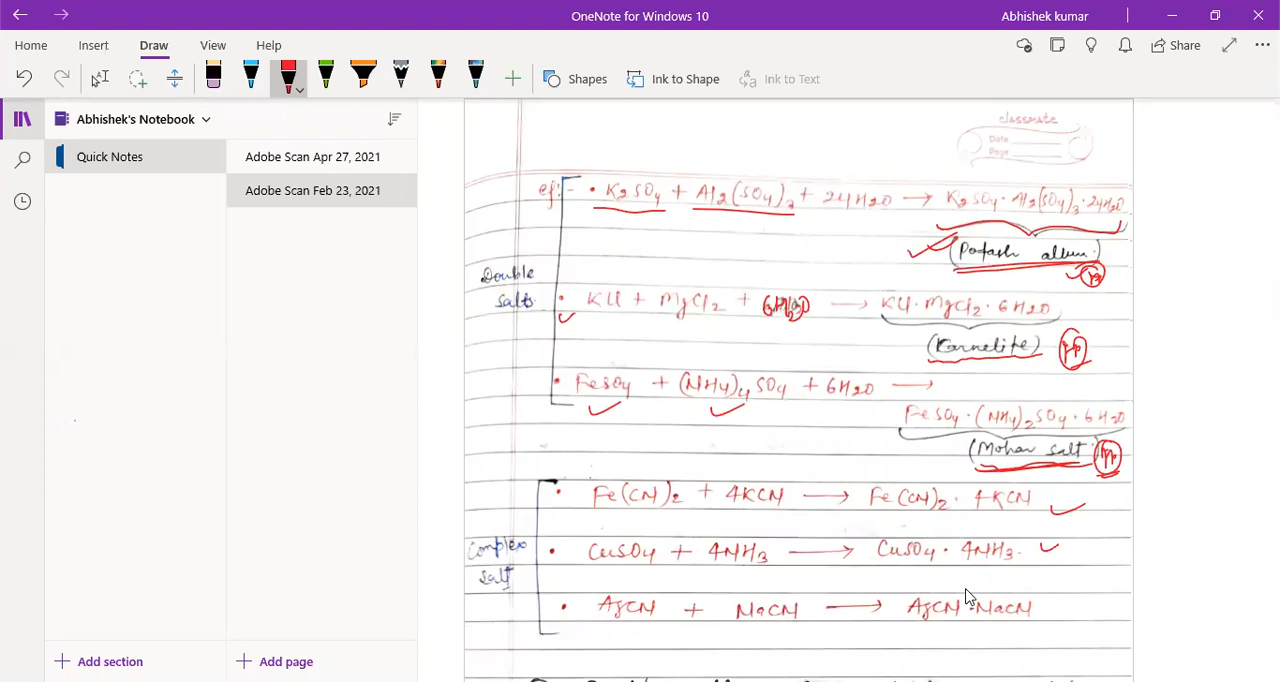 OneNote for Windows 10
Abhishek kumar
Home Insert Draw View Help
Share
Shapes Ink to Shape Ink to Text
Abhishek's Notebook
Quick Notes
Adobe Scan Apr 27, 2021
Adobe Scan Feb 23, 2021
Add section
Add page
classmate
Date
Page
eg:- • K2SO4 + Al2(SO4)3 + 24H2O → K2SO4·Al2(SO4)3·24H2O
(Potash allum)
Double
salts
• KCl + MgCl2 + 6H2O → KCl·MgCl2·6H2O
(Karnelite)
• FeSO4 + (NH4)4SO4 + 6H2O →
FeSO4·(NH4)2SO4·6H2O
(Mohar salt)
• Fe(CN)2 + 4KCN → Fe(CN)2·4KCN
Complex
salt
• CuSO4 + 4NH3 → CuSO4·4NH3.
• AgCN + NaCN → AgCN·NaCN